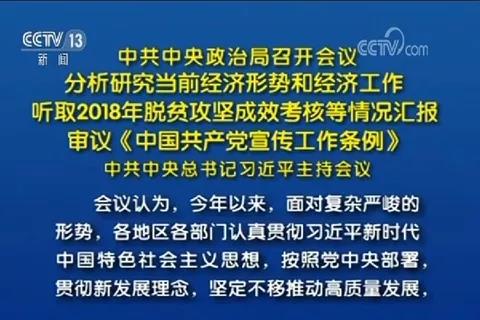 CCTV 13
新闻
CCTV.com
中共中央政治局召开会议
分析研究当前经济形势和经济工作
听取2018年脱贫攻坚成效考核等情况汇报
审议《中国共产党宣传工作条例》
中共中央总书记习近平主持会议
会议认为，今年以来，面对复杂严峻的
形势，各地区各部门认真贯彻习近平新时代
中国特色社会主义思想，按照党中央部署，
贯彻新发展理念，坚定不移推动高质量发展，